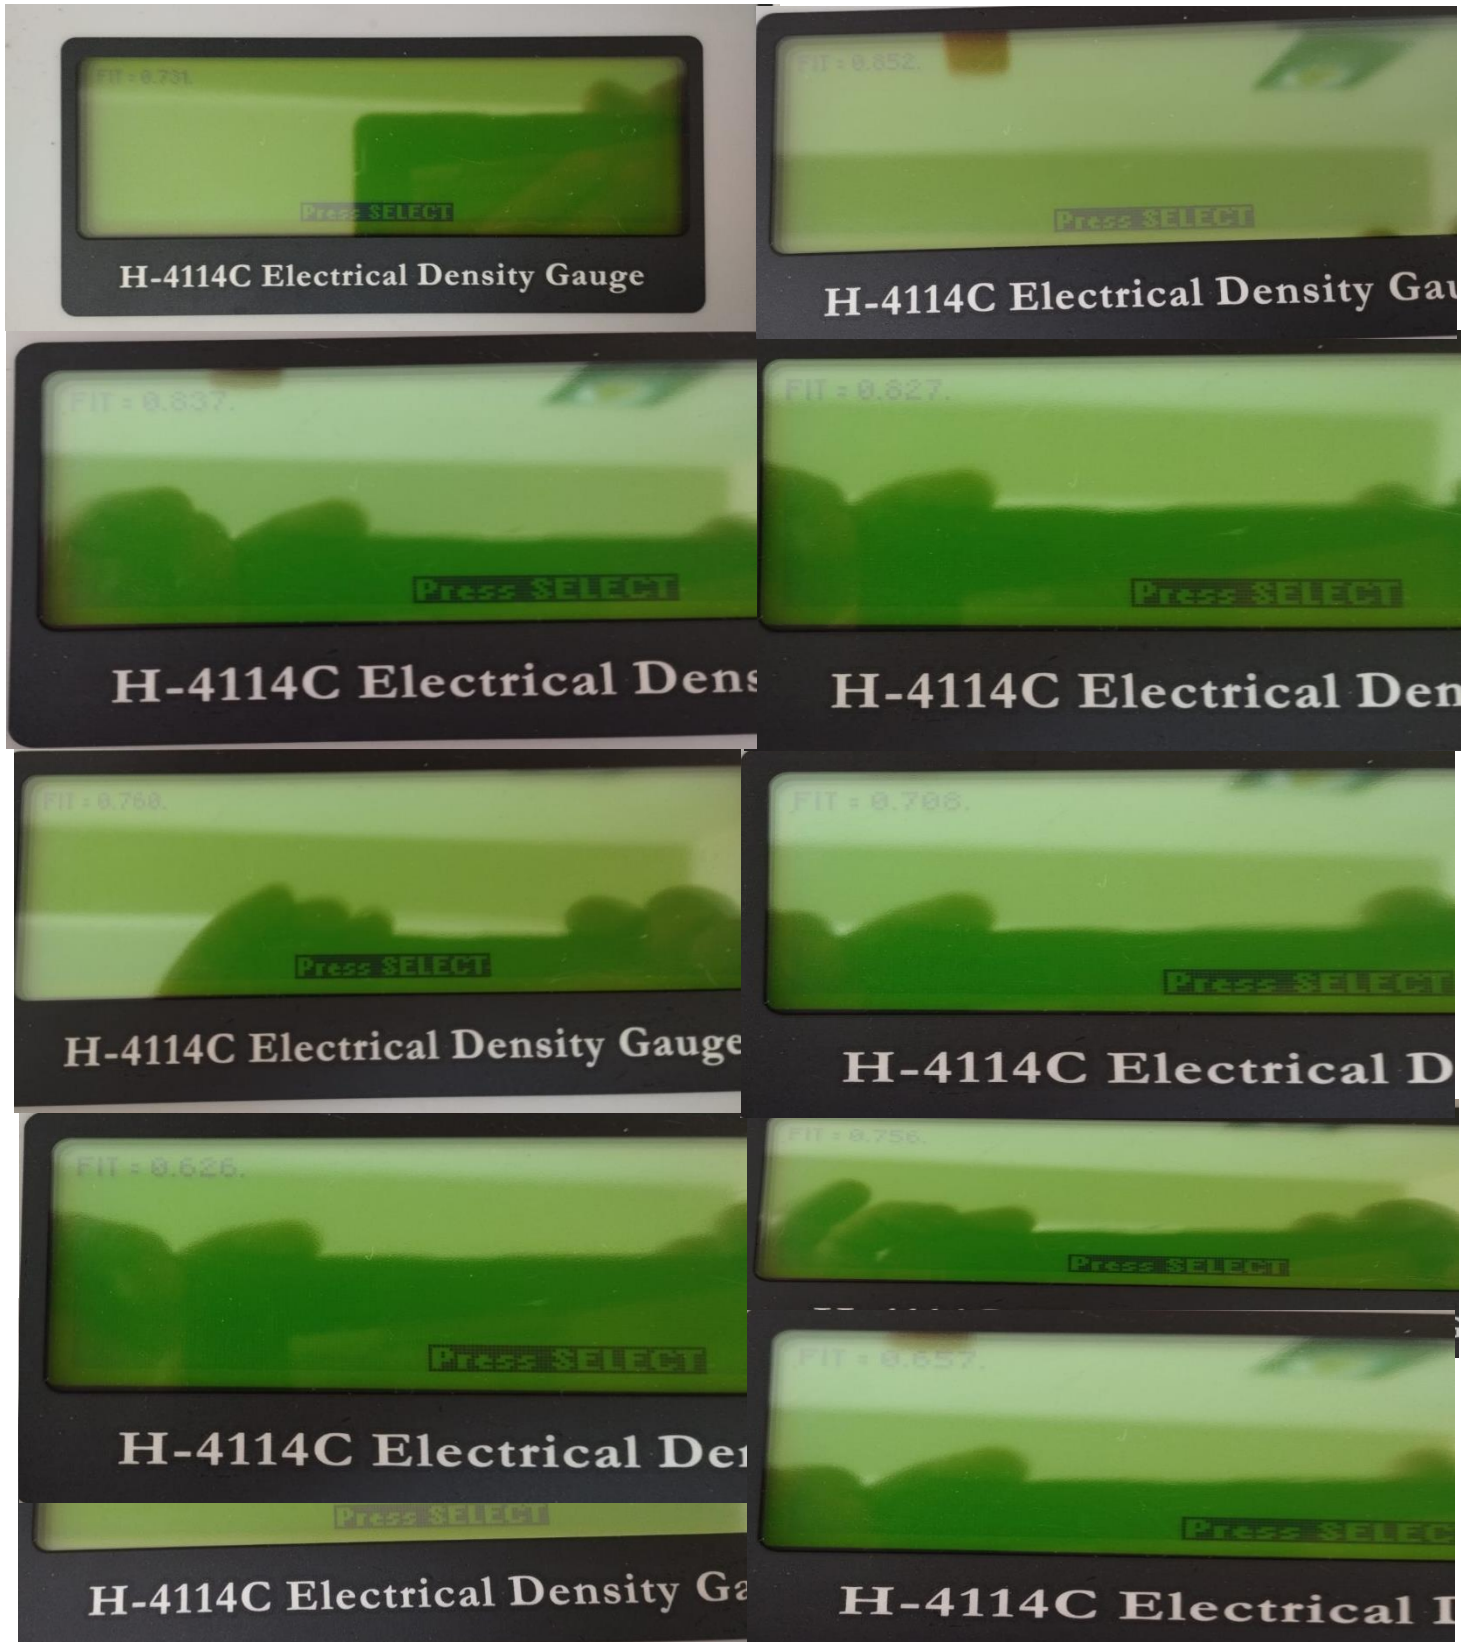 FIT = 0.731.
Press SELECT
H-4114C Electrical Density Gauge
FIT = 0.852.
Press SELECT
H-4114C Electrical Density Gau
FIT = 0.837.
Press SELECT
H-4114C Electrical Dens
FIT = 0.827.
Press SELECT
H-4114C Electrical Den
FIT = 0.760.
Press SELECT
H-4114C Electrical Density Gauge
FIT = 0.708.
Press SELECT
H-4114C Electrical D
FIT = 0.626.
Press SELECT
H-4114C Electrical Der
FIT = 0.756.
Press SELECT
FIT = 0.657.
Press SELEC
H-4114C Electrical I
Press SELECT
H-4114C Electrical Density Ga